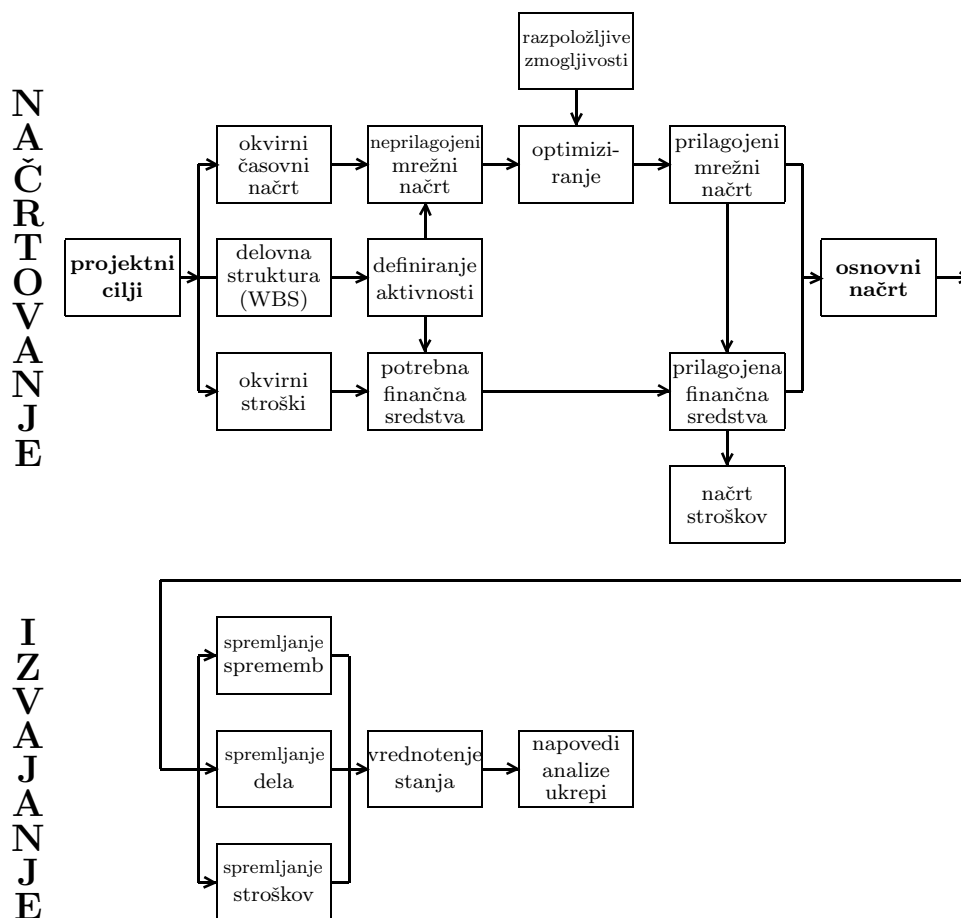 NAČRTOVANJE
razpoložljive
zmogljivosti
okvirni
časovni
načrt
neprilagojeni
mrežni
načrt
optimizi-
ranje
prilagojeni
mrežni
načrt
projektni
cilji
delovna
struktura
(WBS)
definiranje
aktivnosti
osnovni
načrt
okvirni
stroški
potrebna
finančna
sredstva
prilagojena
finančna
sredstva
načrt
stroškov
IZVAJANJE
spremljanje
sprememb
spremljanje
dela
vrednotenje
stanja
napovedi
analize
ukrepi
spremljanje
stroškov